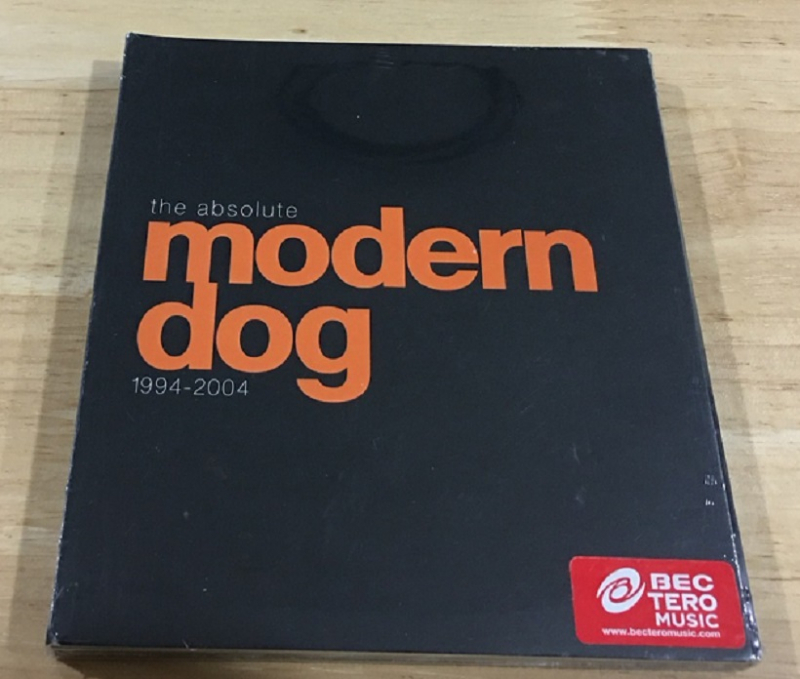 the absolute
modern
dog
1994-2004
BEC
TERO
MUSIC
www.becteromusic.com